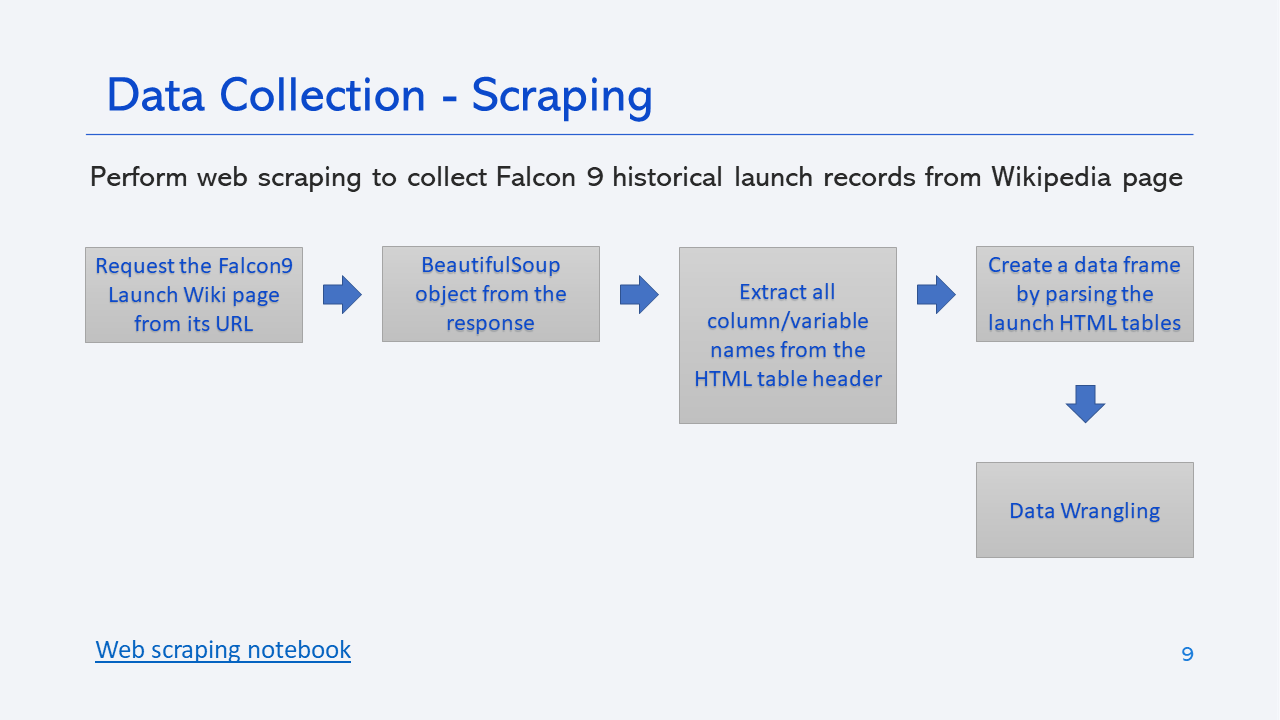 Data Collection - Scraping
Perform web scraping to collect Falcon 9 historical launch records from Wikipedia page
Request the Falcon9
Launch Wiki page
from its URL
BeautifulSoup
object from the
response
Extract all
column/variable
names from the
HTML table header
Create a data frame
by parsing the
launch HTML tables
Data Wrangling
Web scraping notebook
9